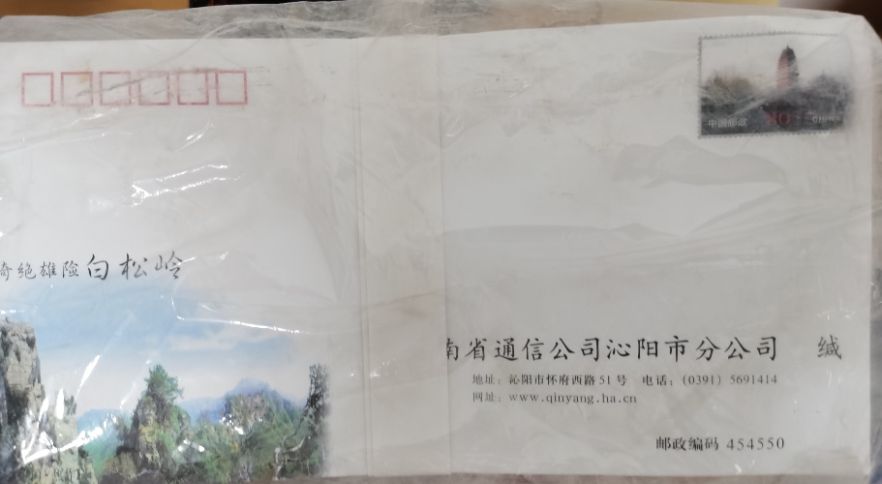 中国邮政 80
奇绝雄险白松岭
南省通信公司沁阳市分公司 缄
地址：沁阳市怀府西路51号 电话：(0391) 5691414
网址：www.qinyang.ha.cn
邮政编码 454550